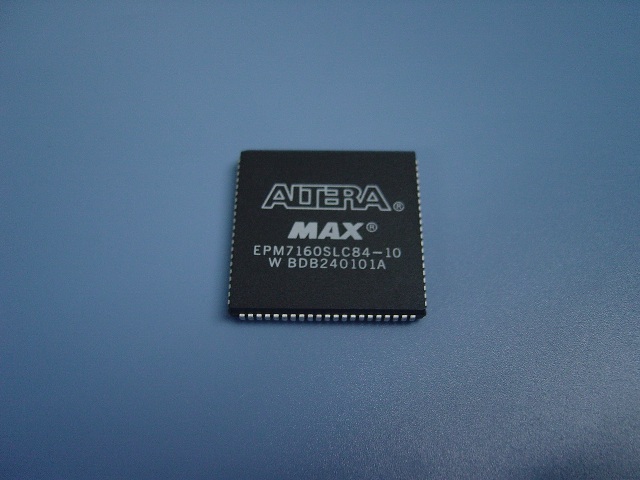 ALTERA®
MAX®
EPM7160SLC84-10
W BDB240101A